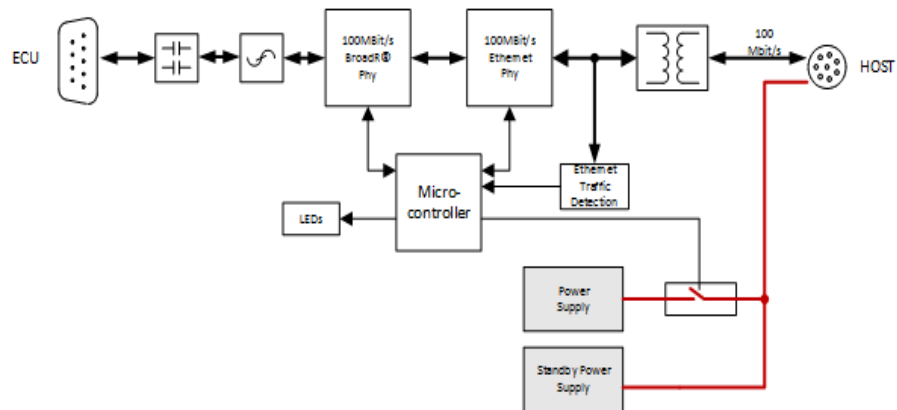 ECU
100MBit/s
BroadR®
Phy
100MBit/s
Ethernet
Phy
100
Mbit/s
HOST
Micro-
controller
Ethernet
Traffic
Detection
LEDs
Power
Supply
Standby Power
Supply